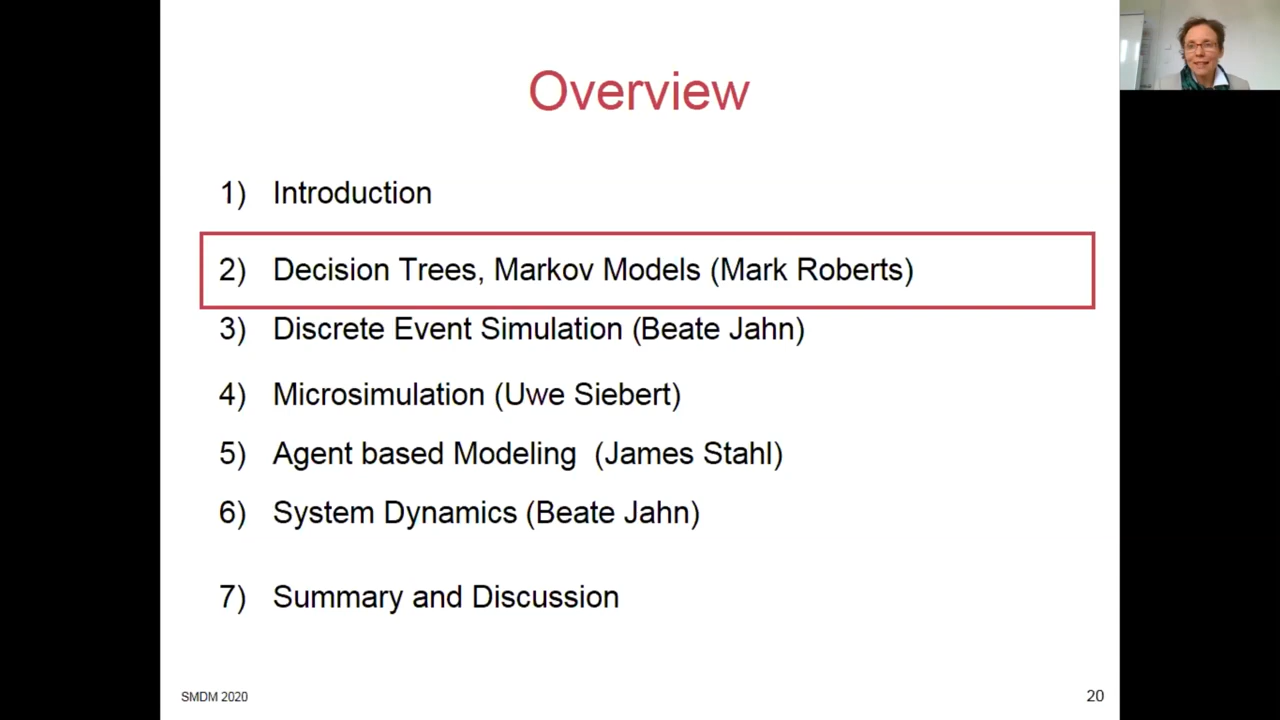 Overview
1) Introduction
2) Decision Trees, Markov Models (Mark Roberts)
3) Discrete Event Simulation (Beate Jahn)
4) Microsimulation (Uwe Siebert)
5) Agent based Modeling (James Stahl)
6) System Dynamics (Beate Jahn)
7) Summary and Discussion
SMDM 2020
20